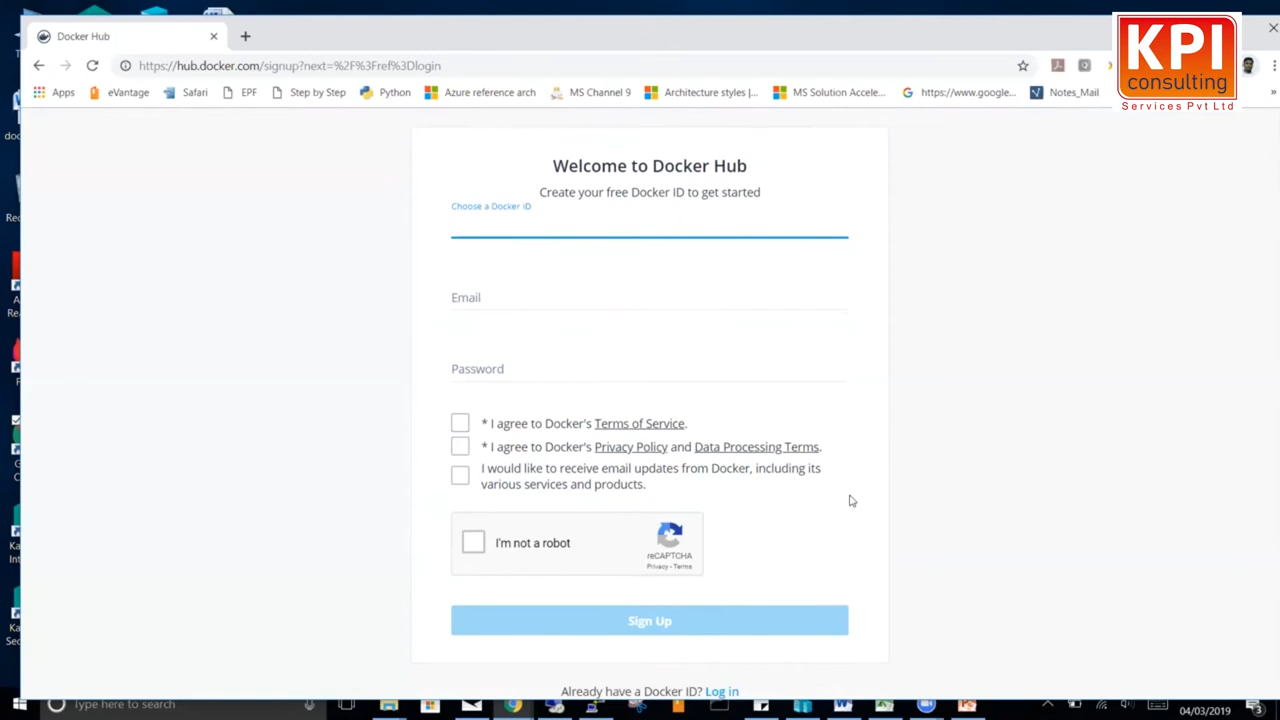 Docker Hub
KPI
consulting
Services Pvt Ltd
https://hub.docker.com/signup?next=%2F%3Fref%3Dlogin
Apps
eVantage
Safari
EPF
Step by Step
Python
Azure reference arch
MS Channel 9
Architecture styles |...
MS Solution Accele...
https://www.google...
Notes_Mail
»
Welcome to Docker Hub
Create your free Docker ID to get started
Choose a Docker ID
Email
Password
* I agree to Docker's Terms of Service.
* I agree to Docker's Privacy Policy and Data Processing Terms.
I would like to receive email updates from Docker, including its
various services and products.
I'm not a robot
reCAPTCHA
Privacy - Terms
Sign Up
Already have a Docker ID? Log in
Type here to search
04/03/2019
3